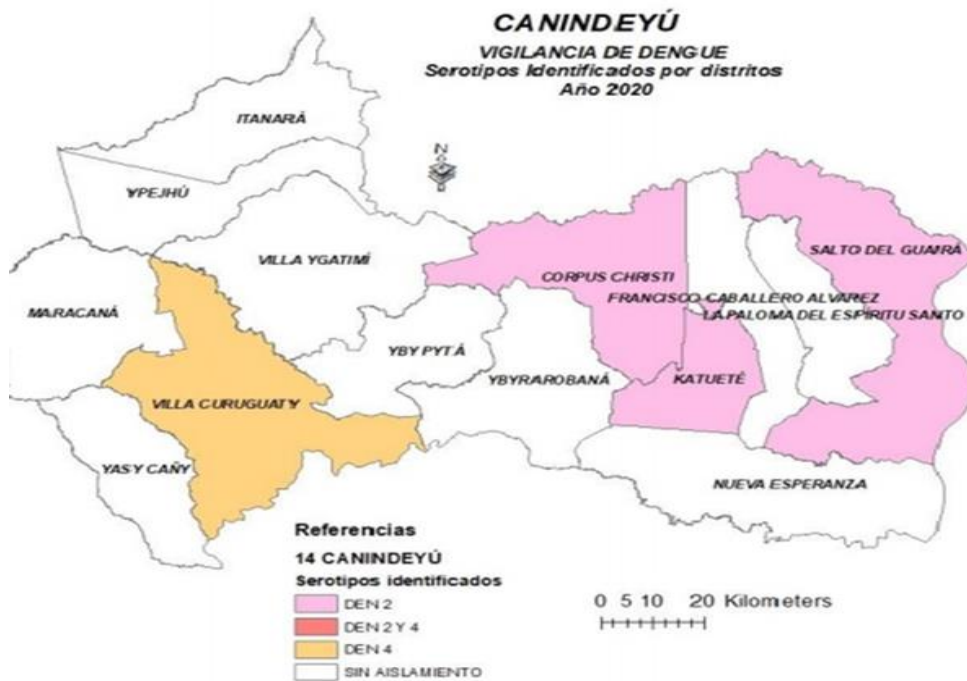 CANINDEYÚ
VIGILANCIA DE DENGUE
Serotipos Identificados por distritos
Año 2020
ITANARÁ
N
YPEJHÚ
VILLA YGATIMÍ
SALTO DEL GUAIRÁ
CORPUS CHRISTI
FRANCISCO CABALLERO ALVAREZ
MARACANÁ
LA PALOMA DEL ESPIRITU SANTO
YBY PYTÁ
YBYRAROBANÁ
KATUETÉ
VILLA CURUGUATY
YASY CAÑY
NUEVA ESPERANZA
Referencias
14 CANINDEYÚ
Serotipos identificados
DEN 2
DEN 2 Y 4
DEN 4
SIN AISLAMIENTO
0 5 10 20 Kilometers